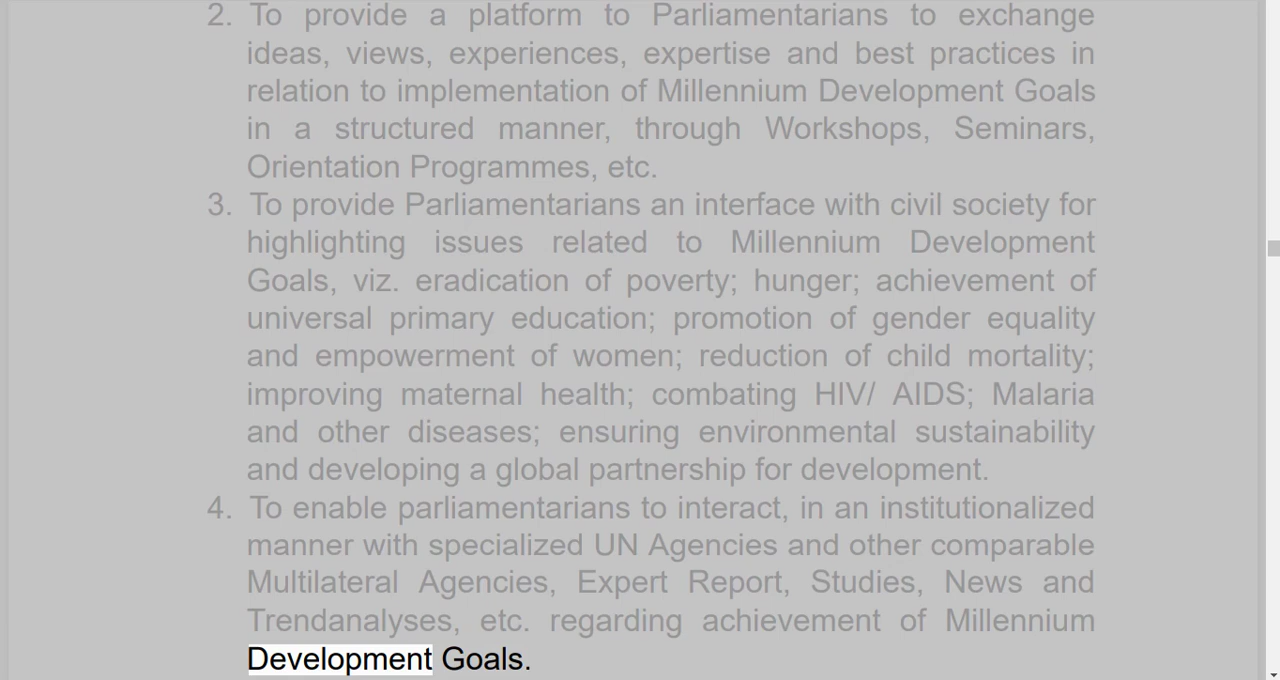 2. To provide a platform to Parliamentarians to exchange
ideas, views, experiences, expertise and best practices in
relation to implementation of Millennium Development Goals
in a structured manner, through Workshops, Seminars,
Orientation Programmes, etc.
3. To provide Parliamentarians an interface with civil society for
highlighting issues related to Millennium Development
Goals, viz. eradication of poverty; hunger; achievement of
universal primary education; promotion of gender equality
and empowerment of women; reduction of child mortality;
improving maternal health; combating HIV/ AIDS; Malaria
and other diseases; ensuring environmental sustainability
and developing a global partnership for development.
4. To enable parliamentarians to interact, in an institutionalized
manner with specialized UN Agencies and other comparable
Multilateral Agencies, Expert Report, Studies, News and
Trendanalyses, etc. regarding achievement of Millennium
Development Goals.